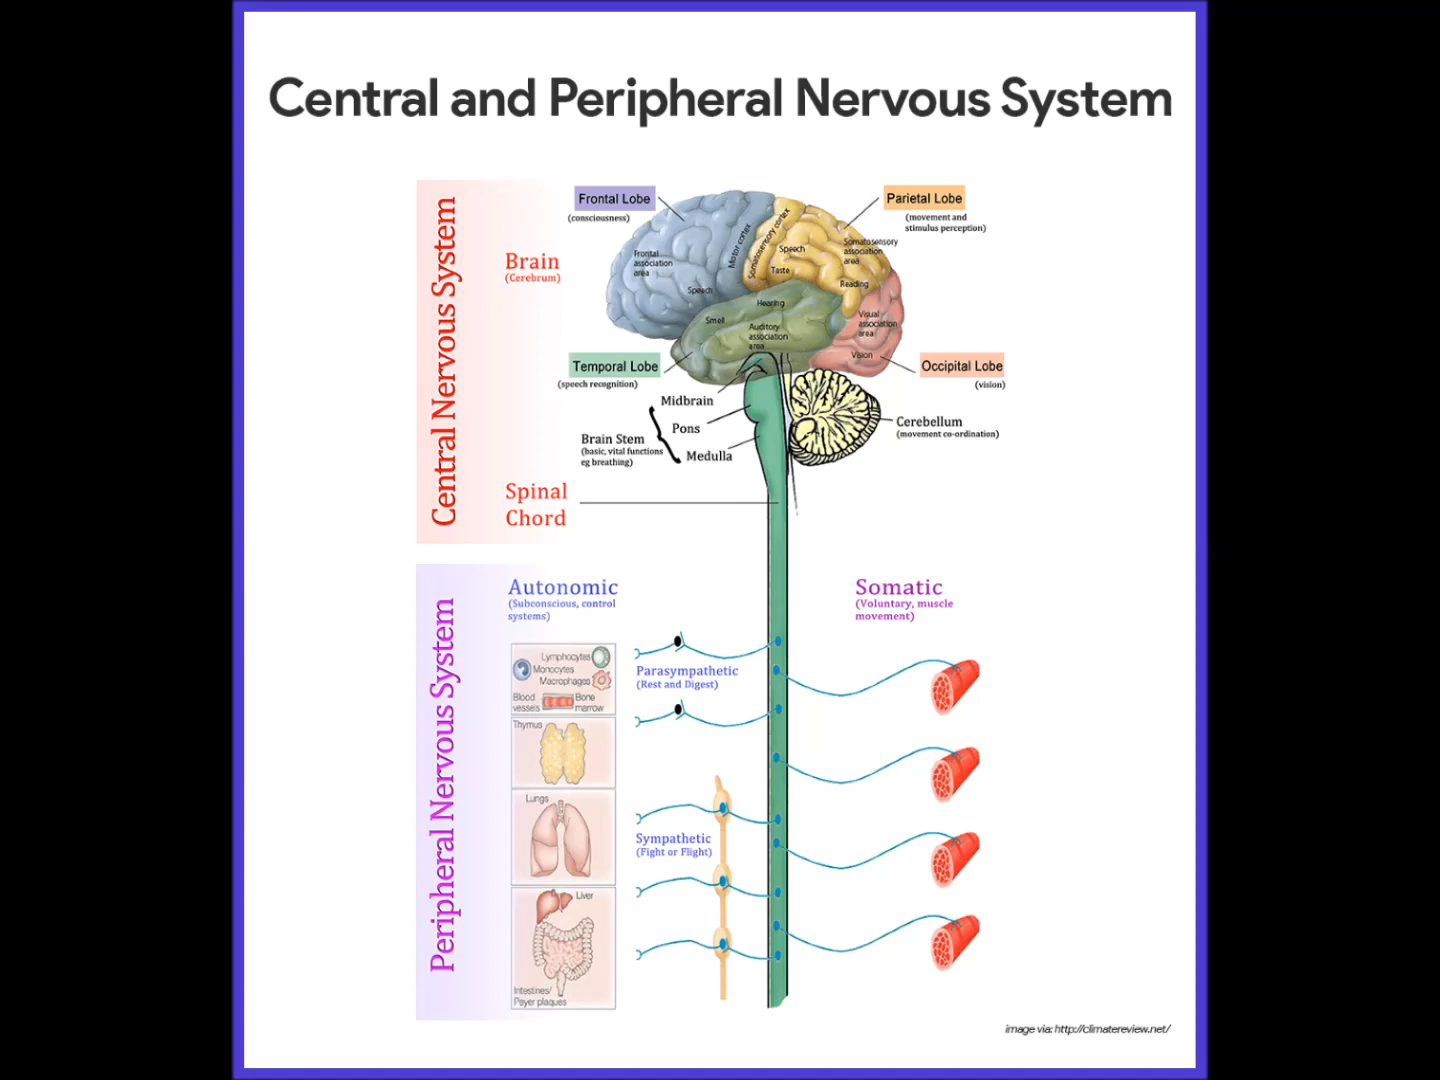 Central and Peripheral Nervous System
Central Nervous System
Frontal Lobe
(consciousness)
Parietal Lobe
(movement and
stimulus perception)
Brain
(Cerebrum)
Frontal
association
area
Speech
Motor cortex
Somatosensory cortex
Speech
Taste
Somatosensory
association
area
Reading
Hearing
Smell
Auditory
association
area
Visual
association
area
Vision
Temporal Lobe
(speech recognition)
Occipital Lobe
(vision)
Midbrain
Pons
Medulla
Brain Stem
(basic, vital functions
eg breathing)
Cerebellum
(movement co-ordination)
Spinal
Chord
Peripheral Nervous System
Autonomic
(Subconscious, control
systems)
Somatic
(Voluntary, muscle
movement)
Lymphocytes
Monocytes
Macrophages
Blood
vessels
Bone
marrow
Thymus
Lungs
Liver
Intestines/
Peyer plaques
Parasympathetic
(Rest and Digest)
Sympathetic
(Fight or Flight)
image via: http://climatereview.net/